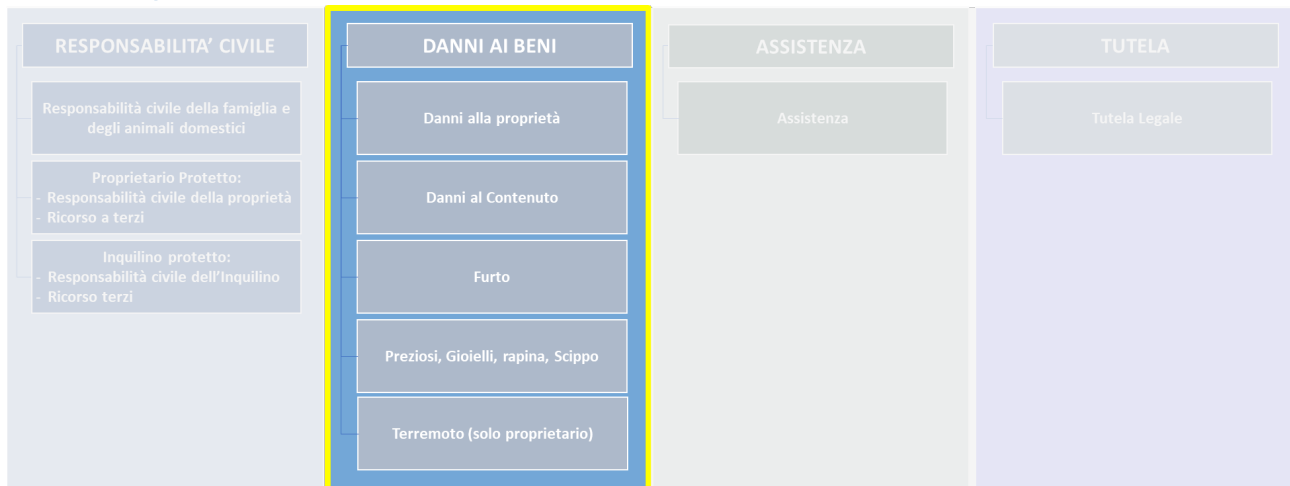 RESPONSABILITA' CIVILE
Responsabilità civile della famiglia e
degli animali domestici
Proprietario Protetto:
- Responsabilità civile della proprietà
- Ricorso a terzi
Inquilino protetto:
- Responsabilità civile dell'Inquilino
- Ricorso terzi
DANNI AI BENI
Danni alla proprietà
Danni al Contenuto
Furto
Preziosi, Gioielli, rapina, Scippo
Terremoto (solo proprietario)
ASSISTENZA
Assistenza
TUTELA
Tutela Legale